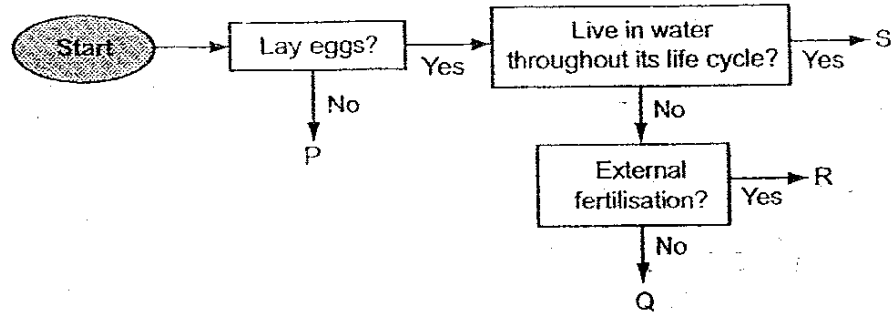 Start
Lay eggs?
Yes
Live in water
throughout its life cycle?
Yes
S
No
P
No
External
fertilisation?
Yes
R
No
Q